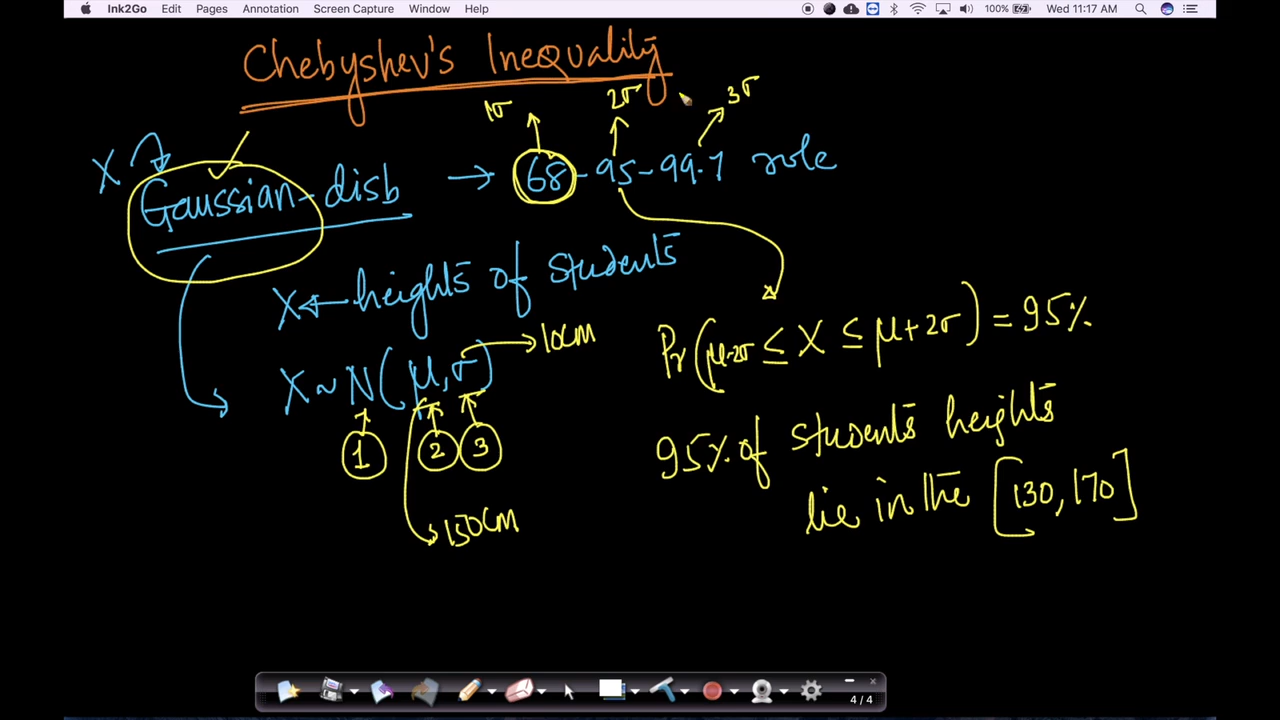 Ink2Go Edit Pages Annotation Screen Capture Window Help 100% Wed 11:17 AM
Chebyshev's Inequality
1σ 2σ 3σ
X
Gaussian-disb → 68-95-99.7 rule
X ← heights of students
Pr(μ-2σ ≤ X ≤ μ+2σ) = 95%
10cm
X ~ N(μ,σ)
1 2 3
95% of students heights
lie in the [130, 170]
150cm
4/4